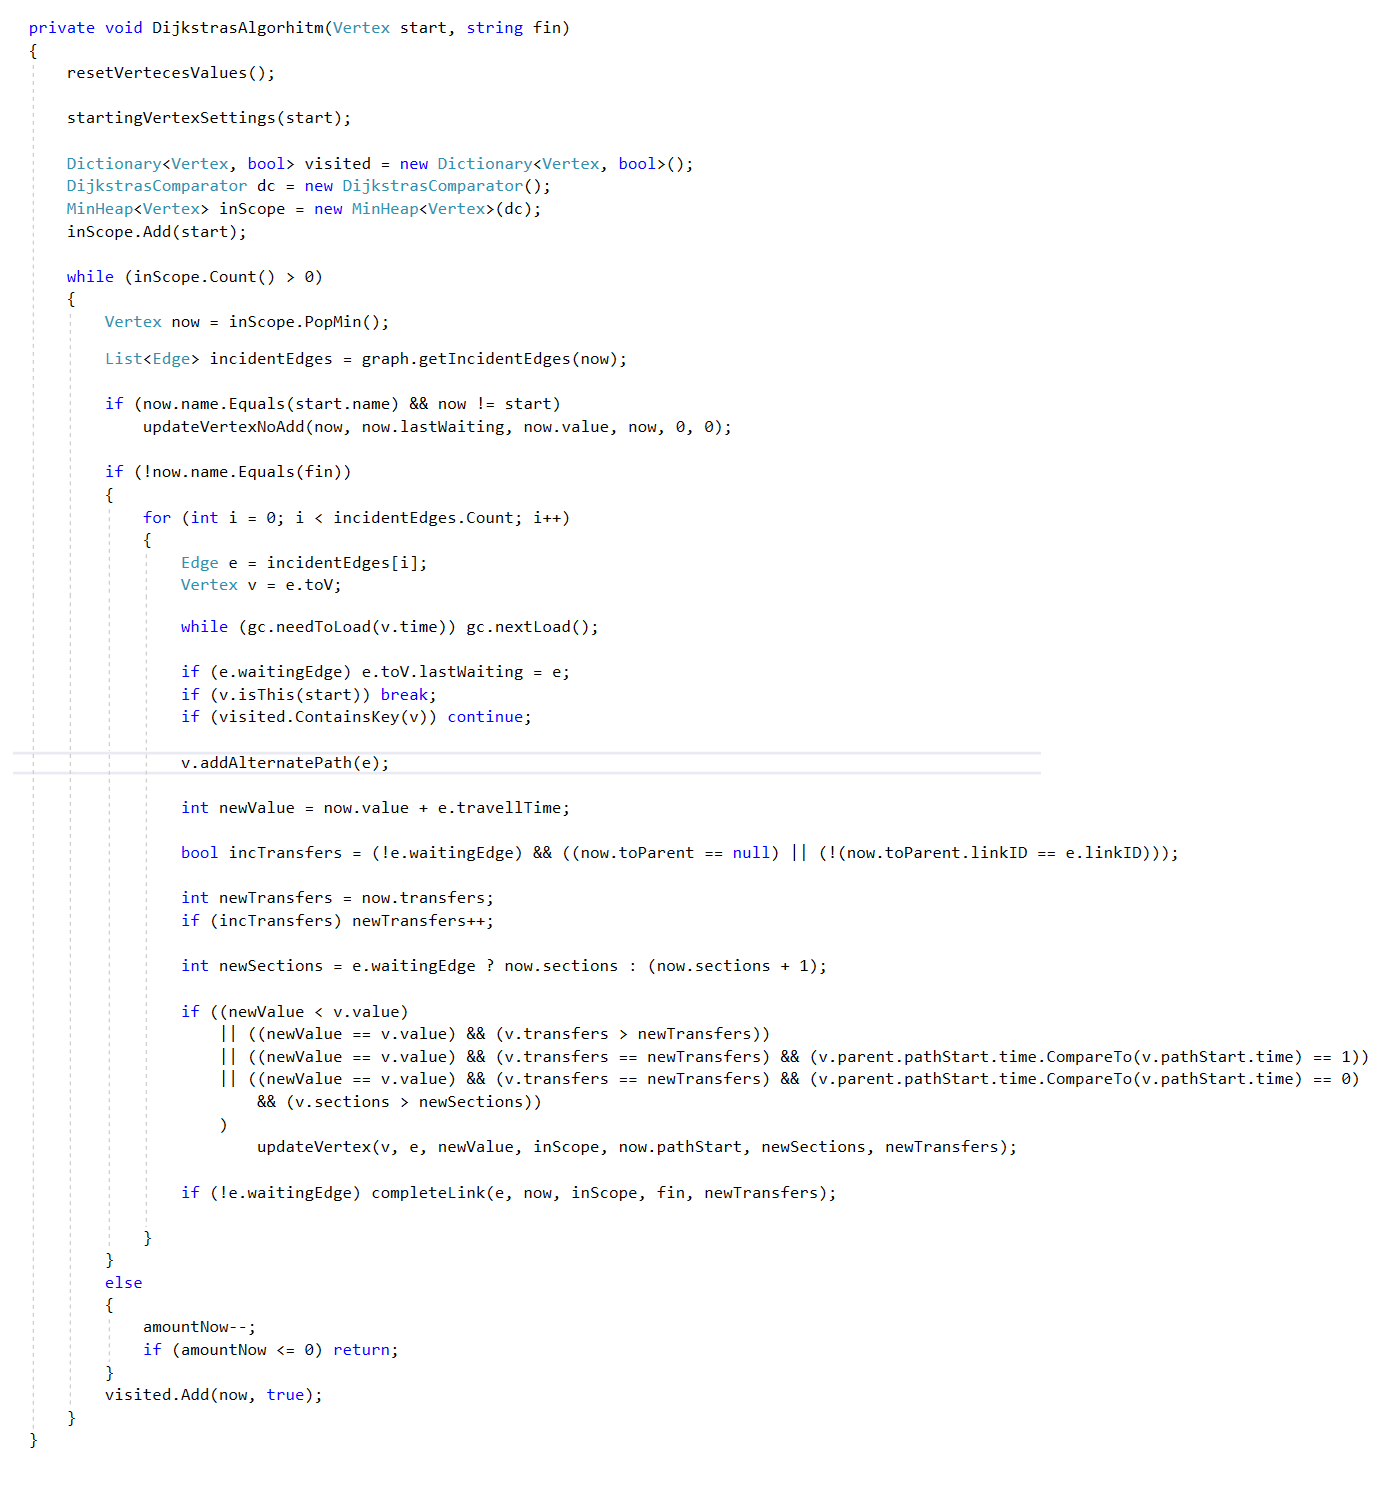 private void DijkstrasAlgorhitm(Vertex start, string fin)
{
resetVertecesValues();
startingVertexSettings(start);
Dictionary<Vertex, bool> visited = new Dictionary<Vertex, bool>();
DijkstrasComparator dc = new DijkstrasComparator();
MinHeap<Vertex> inScope = new MinHeap<Vertex>(dc);
inScope.Add(start);
while (inScope.Count() > 0)
{
Vertex now = inScope.PopMin();
List<Edge> incidentEdges = graph.getIncidentEdges(now);
if (now.name.Equals(start.name) && now != start)
updateVertexNoAdd(now, now.lastWaiting, now.value, now, 0, 0);
if (!now.name.Equals(fin))
{
for (int i = 0; i < incidentEdges.Count; i++)
{
Edge e = incidentEdges[i];
Vertex v = e.toV;
while (gc.needToLoad(v.time)) gc.nextLoad();
if (e.waitingEdge) e.toV.lastWaiting = e;
if (v.isThis(start)) break;
if (visited.ContainsKey(v)) continue;
v.addAlternatePath(e);
int newValue = now.value + e.travellTime;
bool incTransfers = (!e.waitingEdge) && ((now.toParent == null) || (!(now.toParent.linkID == e.linkID)));
int newTransfers = now.transfers;
if (incTransfers) newTransfers++;
int newSections = e.waitingEdge ? now.sections : (now.sections + 1);
if ((newValue < v.value)
|| ((newValue == v.value) && (v.transfers > newTransfers))
|| ((newValue == v.value) && (v.transfers == newTransfers) && (v.parent.pathStart.time.CompareTo(v.pathStart.time) == 1))
|| ((newValue == v.value) && (v.transfers == newTransfers) && (v.parent.pathStart.time.CompareTo(v.pathStart.time) == 0)
&& (v.sections > newSections))
)
updateVertex(v, e, newValue, inScope, now.pathStart, newSections, newTransfers);
if (!e.waitingEdge) completeLink(e, now, inScope, fin, newTransfers);
}
}
else
{
amountNow--;
if (amountNow <= 0) return;
}
visited.Add(now, true);
}
}